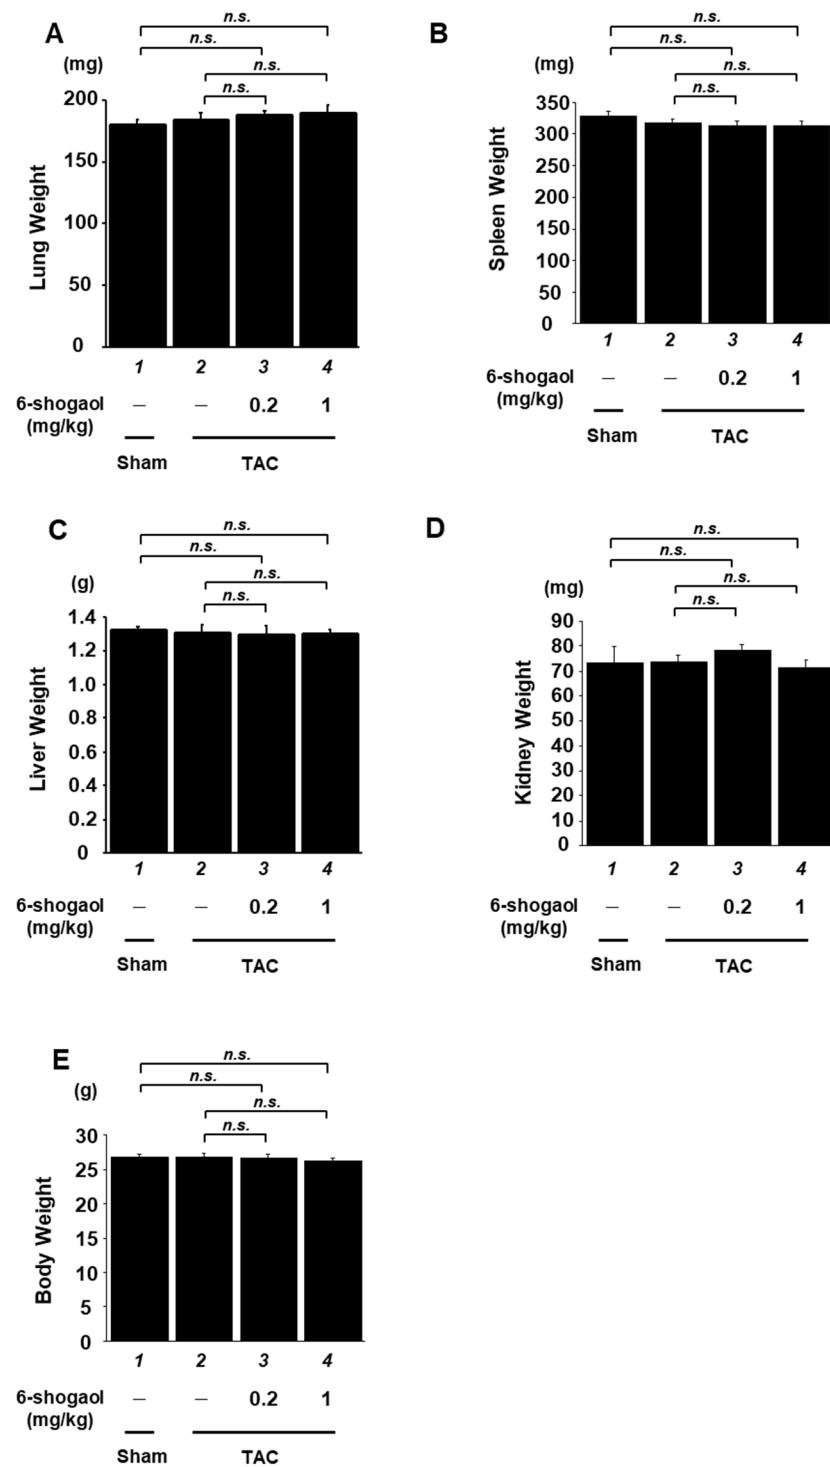 A
n.s.
n.s.
(mg)
n.s.
n.s.
200
150
100
50
0
Lung Weight
1 2 3 4
6-shogaol
(mg/kg)
– – 0.2 1
Sham TAC
B
n.s.
n.s.
(mg)
n.s.
n.s.
350
300
250
200
150
100
50
0
Spleen Weight
1 2 3 4
6-shogaol
(mg/kg)
– – 0.2 1
Sham TAC
C
n.s.
n.s.
(g)
n.s.
n.s.
1.4
1.2
1.0
0.8
0.6
0.4
0.2
0
Liver Weight
1 2 3 4
6-shogaol
(mg/kg)
– – 0.2 1
Sham TAC
D
n.s.
n.s.
(mg)
n.s.
n.s.
90
80
70
60
50
40
30
20
10
0
Kidney Weight
1 2 3 4
6-shogaol
(mg/kg)
– – 0.2 1
Sham TAC
E
n.s.
n.s.
(g)
n.s.
n.s.
30
25
20
15
10
5
0
Body Weight
1 2 3 4
6-shogaol
(mg/kg)
– – 0.2 1
Sham TAC